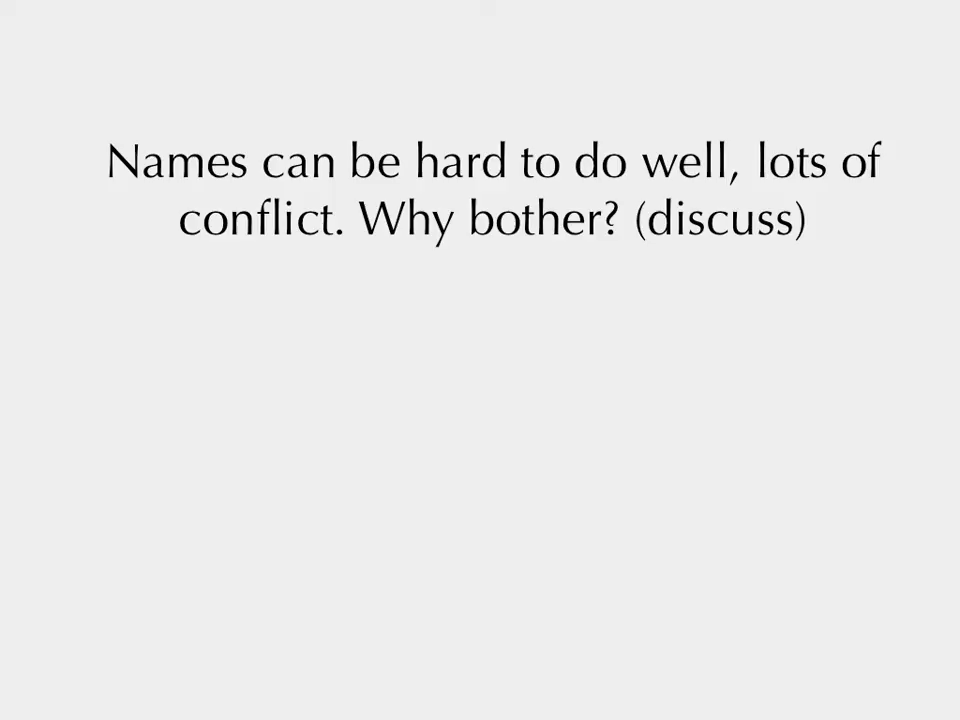 Names can be hard to do well, lots of
conflict. Why bother? (discuss)